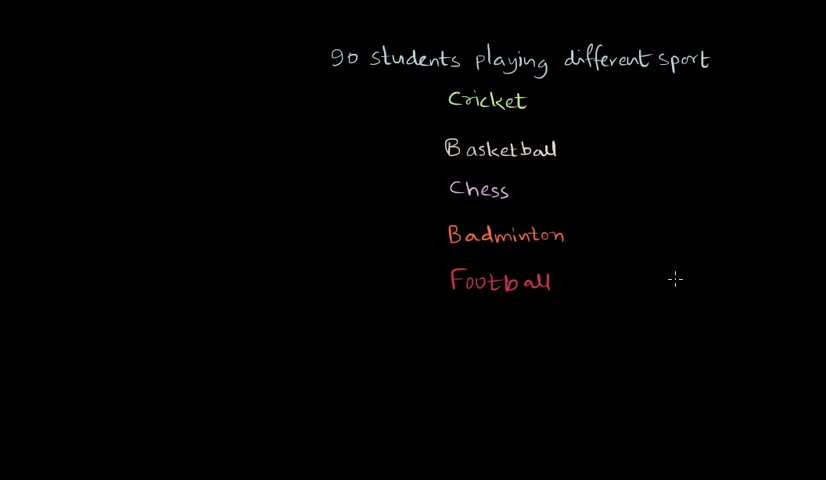 90 students playing different sport
Cricket
Basketball
Chess
Badminton
Football